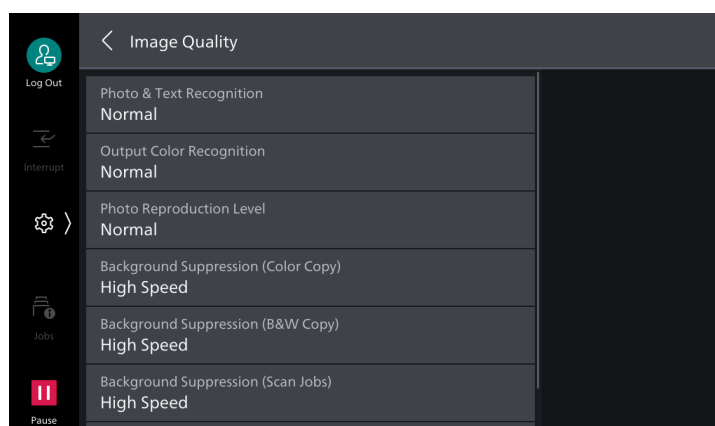 Image Quality
Log Out
Interrupt
Jobs
Pause
Photo & Text Recognition
Normal
Output Color Recognition
Normal
Photo Reproduction Level
Normal
Background Suppression (Color Copy)
High Speed
Background Suppression (B&W Copy)
High Speed
Background Suppression (Scan Jobs)
High Speed